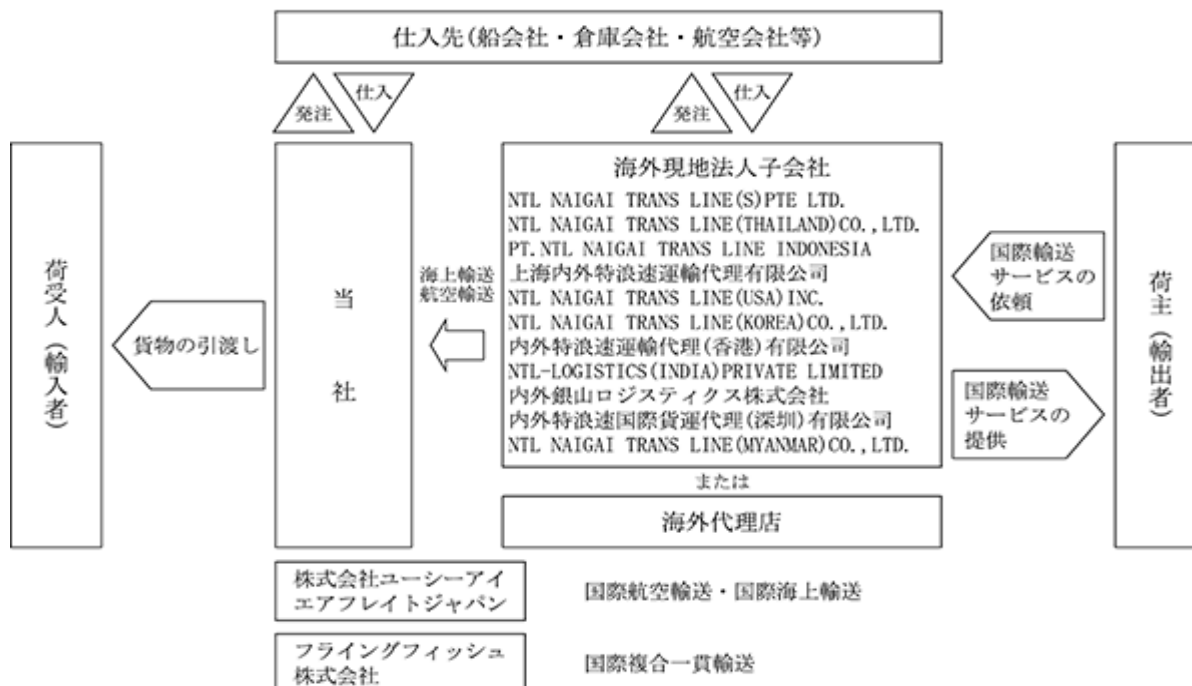 仕入先(船会社・倉庫会社・航空会社等)
発注
仕入
発注
仕入
荷受人（輸入者）
貨物の引渡し
当社
海上輸送
航空輸送
海外現地法人子会社
NTL NAIGAI TRANS LINE(S)PTE LTD.
NTL NAIGAI TRANS LINE(THAILAND)CO.,LTD.
PT.NTL NAIGAI TRANS LINE INDONESIA
上海内外特浪速運輸代理有限公司
NTL NAIGAI TRANS LINE(USA)INC.
NTL NAIGAI TRANS LINE(KOREA)CO.,LTD.
内外特浪速運輸代理(香港)有限公司
NTL-LOGISTICS(INDIA)PRIVATE LIMITED
内外銀山ロジスティクス株式会社
内外特浪速国際貨運代理(深圳)有限公司
NTL NAIGAI TRANS LINE(MYANMAR)CO.,LTD.
または
海外代理店
国際輸送
サービスの
依頼
国際輸送
サービスの
提供
荷主（輸出者）
株式会社ユーシーアイ
エアフレイトジャパン
国際航空輸送・国際海上輸送
フライングフィッシュ
株式会社
国際複合一貫輸送